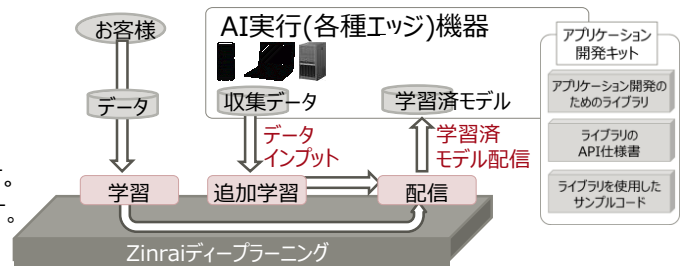 お客様
AI実行(各種エッジ)機器
アプリケーション
開発キット
データ
収集データ
学習済モデル
アプリケーション開発の
ためのライブラリ
データ
インプット
学習済
モデル配信
ライブラリの
API仕様書
学習
追加学習
配信
ライブラリを使用した
サンプルコード
。
。
Zinraiディープラーニング